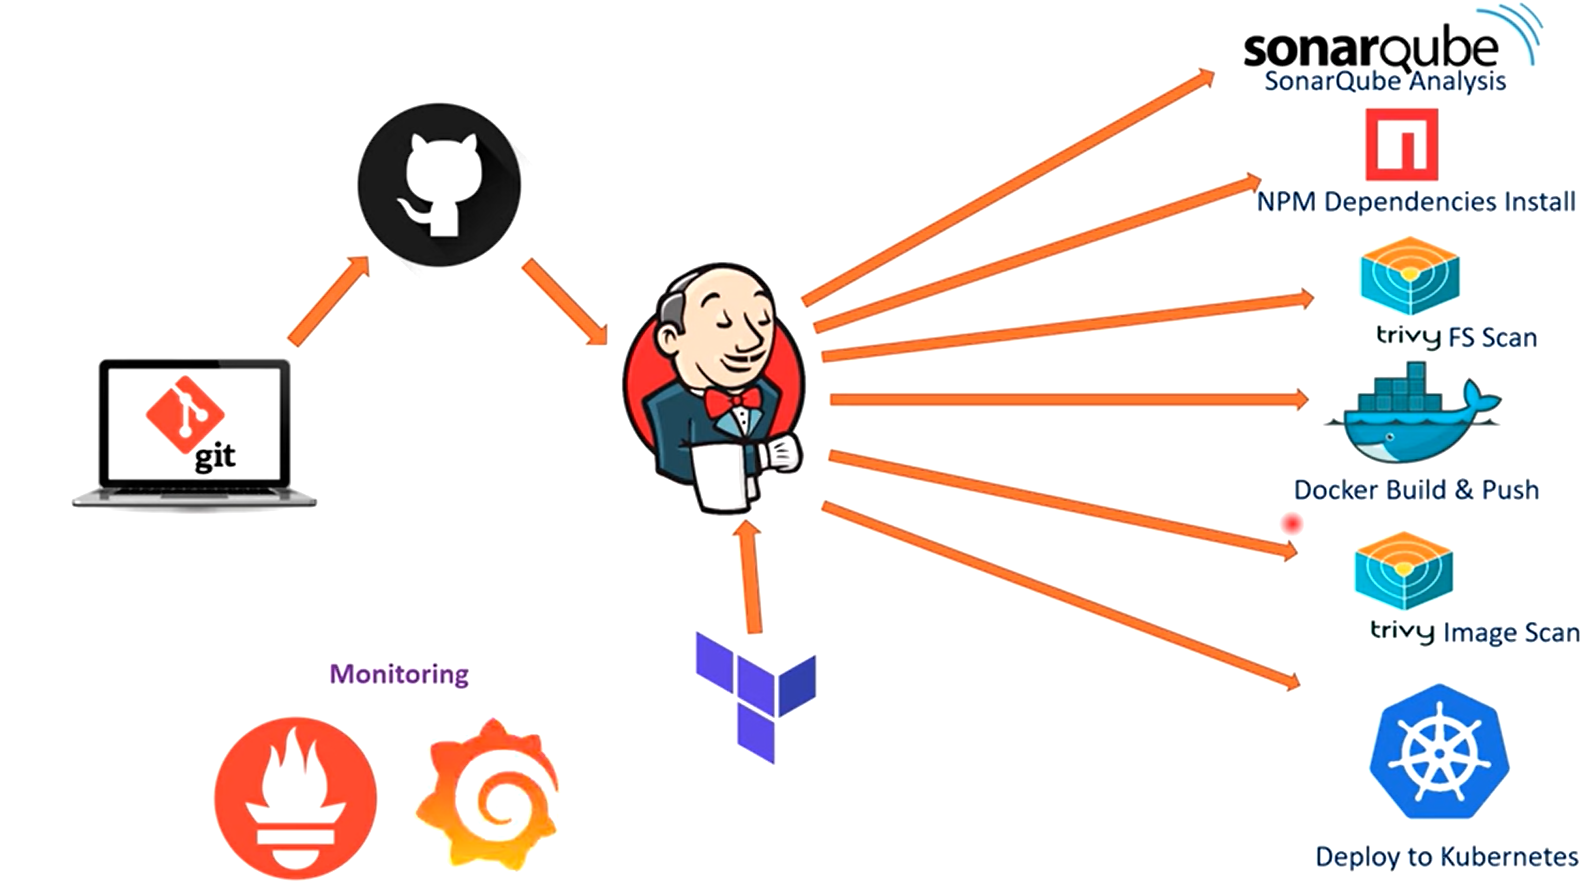 sonarqube
SonarQube Analysis
NPM Dependencies Install
trivy FS Scan
git
Docker Build & Push
trivy Image Scan
Monitoring
Deploy to Kubernetes